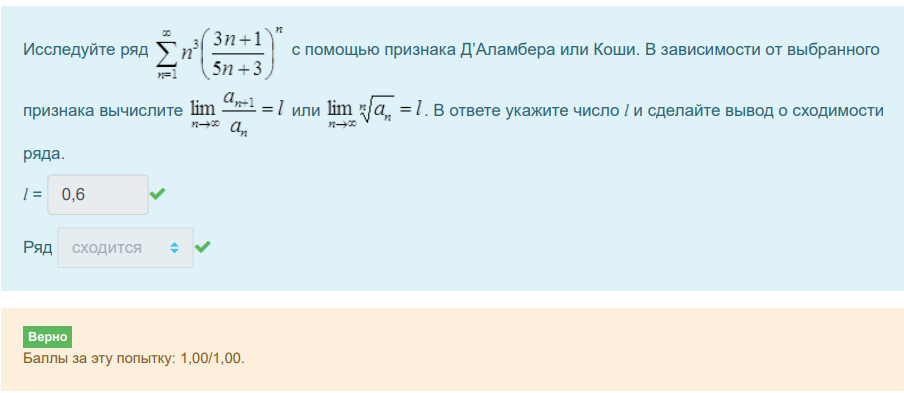 Исследуйте ряд $\sum_{n=1}^{\infty} n^3 \left( \frac{3n+1}{5n+3} \right)^n$ с помощью признака Д’Аламбера или Коши. В зависимости от выбранного
признака вычислите $\lim_{n \to \infty} \frac{a_{n+1}}{a_n} = l$ или $\lim_{n \to \infty} \sqrt[n]{a_n} = l$. В ответе укажите число l и сделайте вывод о сходимости
ряда.
l = 0,6
Ряд сходится
Верно
Баллы за эту попытку: 1,00/1,00.